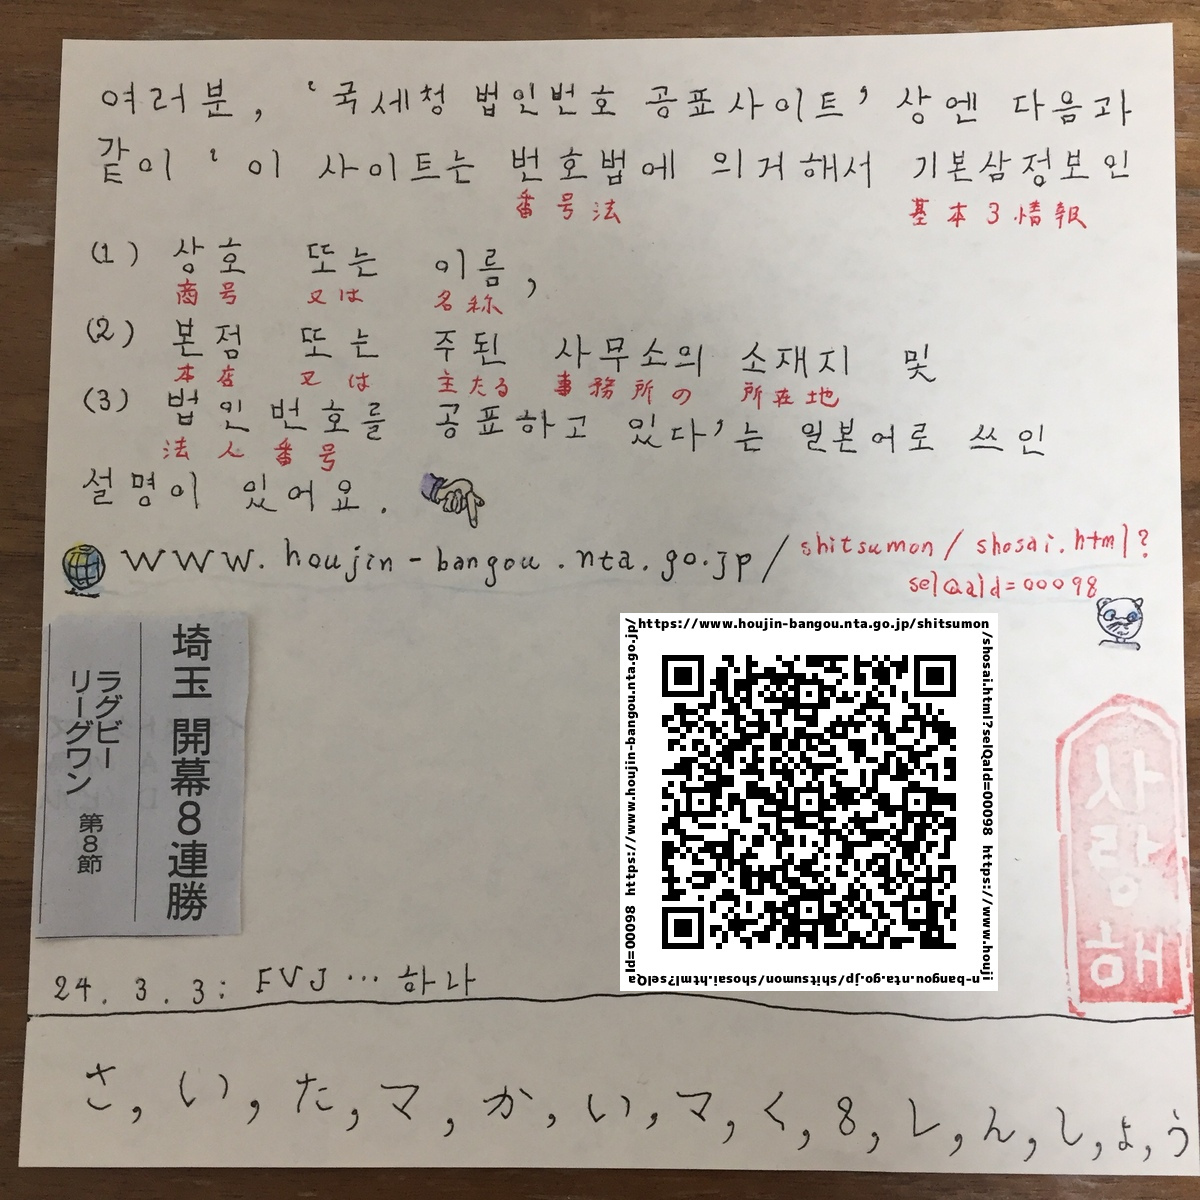 여러분, '국세청 법인번호 공표사이트' 상엔 다음과
같이 '이 사이트는 번호법에 의거해서 기본삼정보인
番号法 基本3情報
(1) 상호 또는 이름,
商号 又は 名称
(2) 본점 또는 주된 사무소의 소재지 및
本店 又は 主たる 事務所の 所在地
(3) 법인번호를 공표하고 있다'는 일본어로 쓰인
法人番号
설명이 있어요.
www.houjin-bangou.nta.go.jp/shitsumon/shosai.html?
selQaId=00098
https://www.houjin-bangou.nta.go.jp/shitsumon
/shosai.html?selQaId=00098 https://www.houji
n-bangou.nta.go.jp/shitsumon/shosai.html?selQa
Id=00098 https://www.houjin-bangou.nta.go.jp/
埼玉 開幕8連勝
ラグビー
リーグワン 第8節
사랑해
24.3.3: FVJ…하나
さ,い,た,マ,か,い,マ,く,8,レ,ん,し,ょ,う